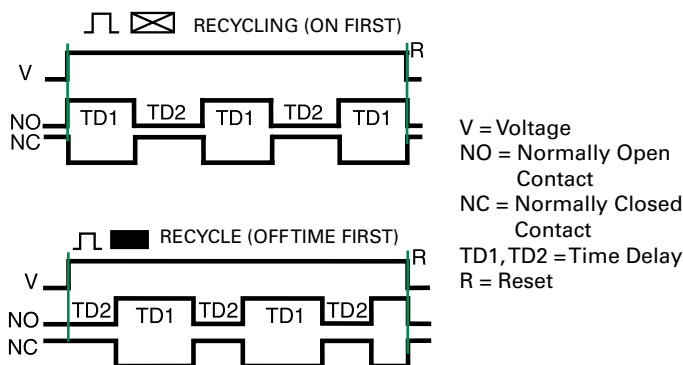 RECYCLING (ON FIRST)
R
V
TD1 TD2 TD1 TD2 TD1
NO
NC
V = Voltage
NO = Normally Open
Contact
NC = Normally Closed
Contact
TD1, TD2 = Time Delay
R = Reset
RECYCLE (OFFTIME FIRST)
R
V
TD2 TD1 TD2 TD1 TD2
NO
NC